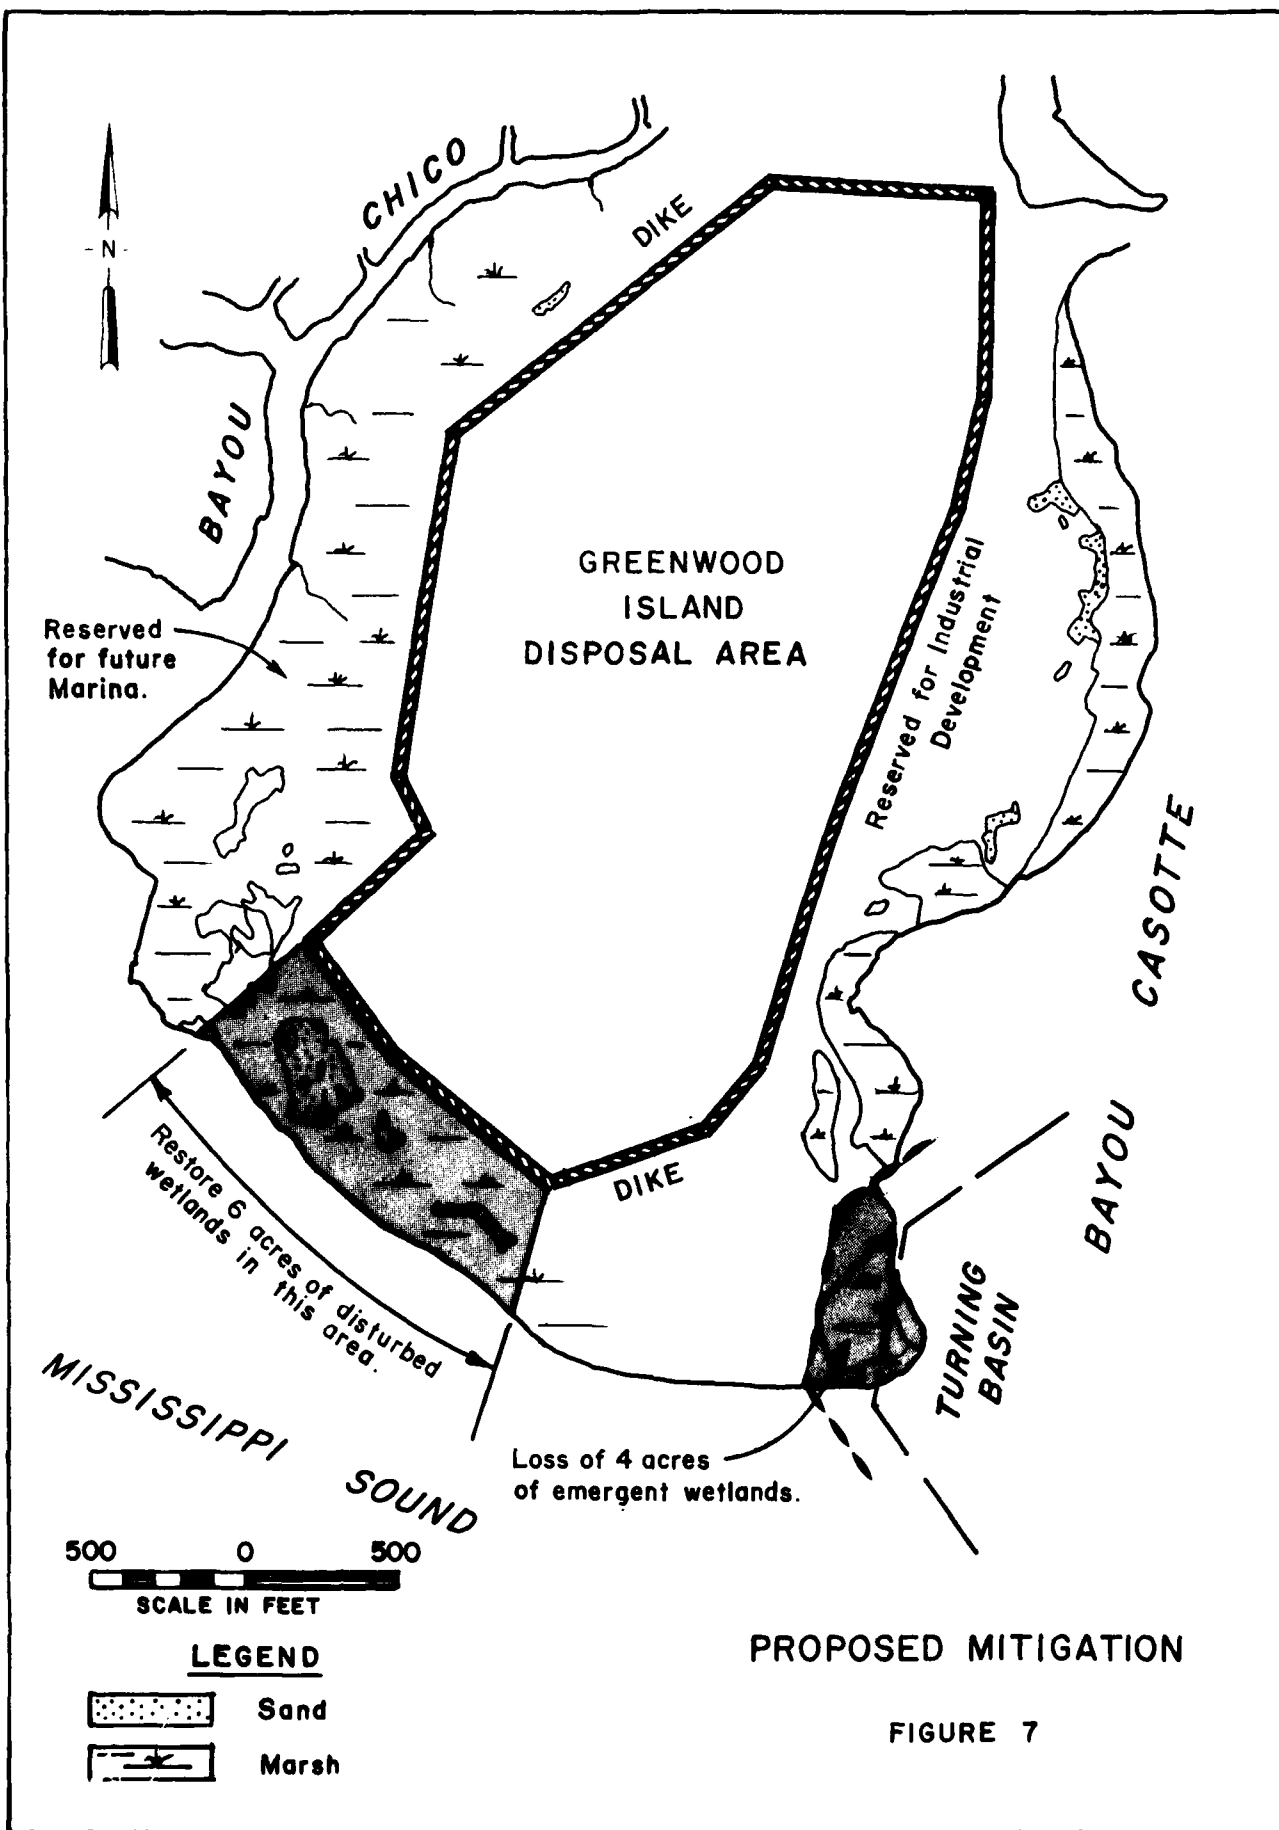 CHICO
BAYOU
- N -
DIKE
GREENWOOD
ISLAND
DISPOSAL AREA
Reserved
for future
Marina.
Reserved for Industrial
Development
BAYOU CASOTTE
DIKE
Restore 6 acres of disturbed
wetlands in this area.
TURNING
BASIN
MISSISSIPPI SOUND
Loss of 4 acres
of emergent wetlands.
500 0 500
SCALE IN FEET
LEGEND
Sand
Marsh
PROPOSED MITIGATION
FIGURE 7